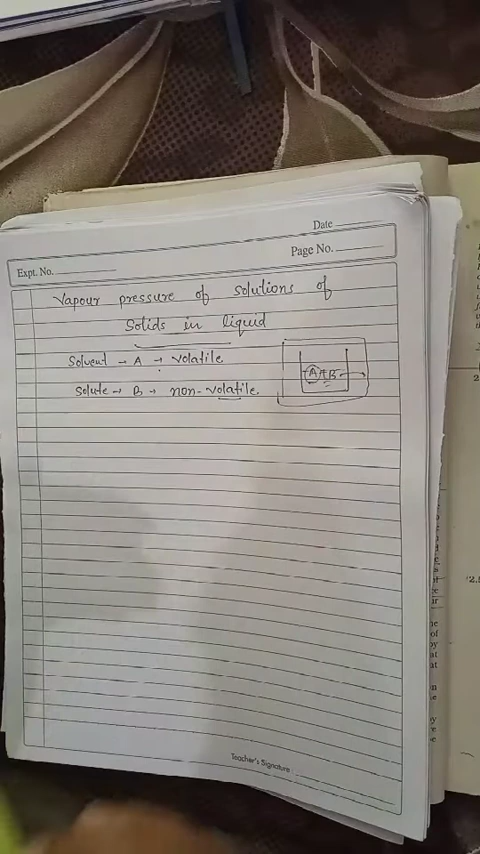 Date
Page No.
Expt. No.
Vapour pressure of solutions of
Solids in liquid
Solvent → A → volatile
Solute → B → non-volatile.
A+B
Teacher's Signature